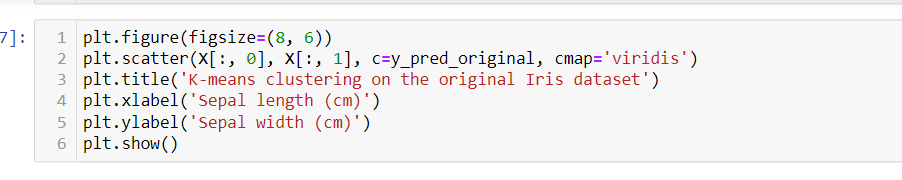 7]:
1 plt.figure(figsize=(8, 6))
2 plt.scatter(X[:, 0], X[:, 1], c=y_pred_original, cmap='viridis')
3 plt.title('K-means clustering on the original Iris dataset')
4 plt.xlabel('Sepal length (cm)')
5 plt.ylabel('Sepal width (cm)')
6 plt.show()